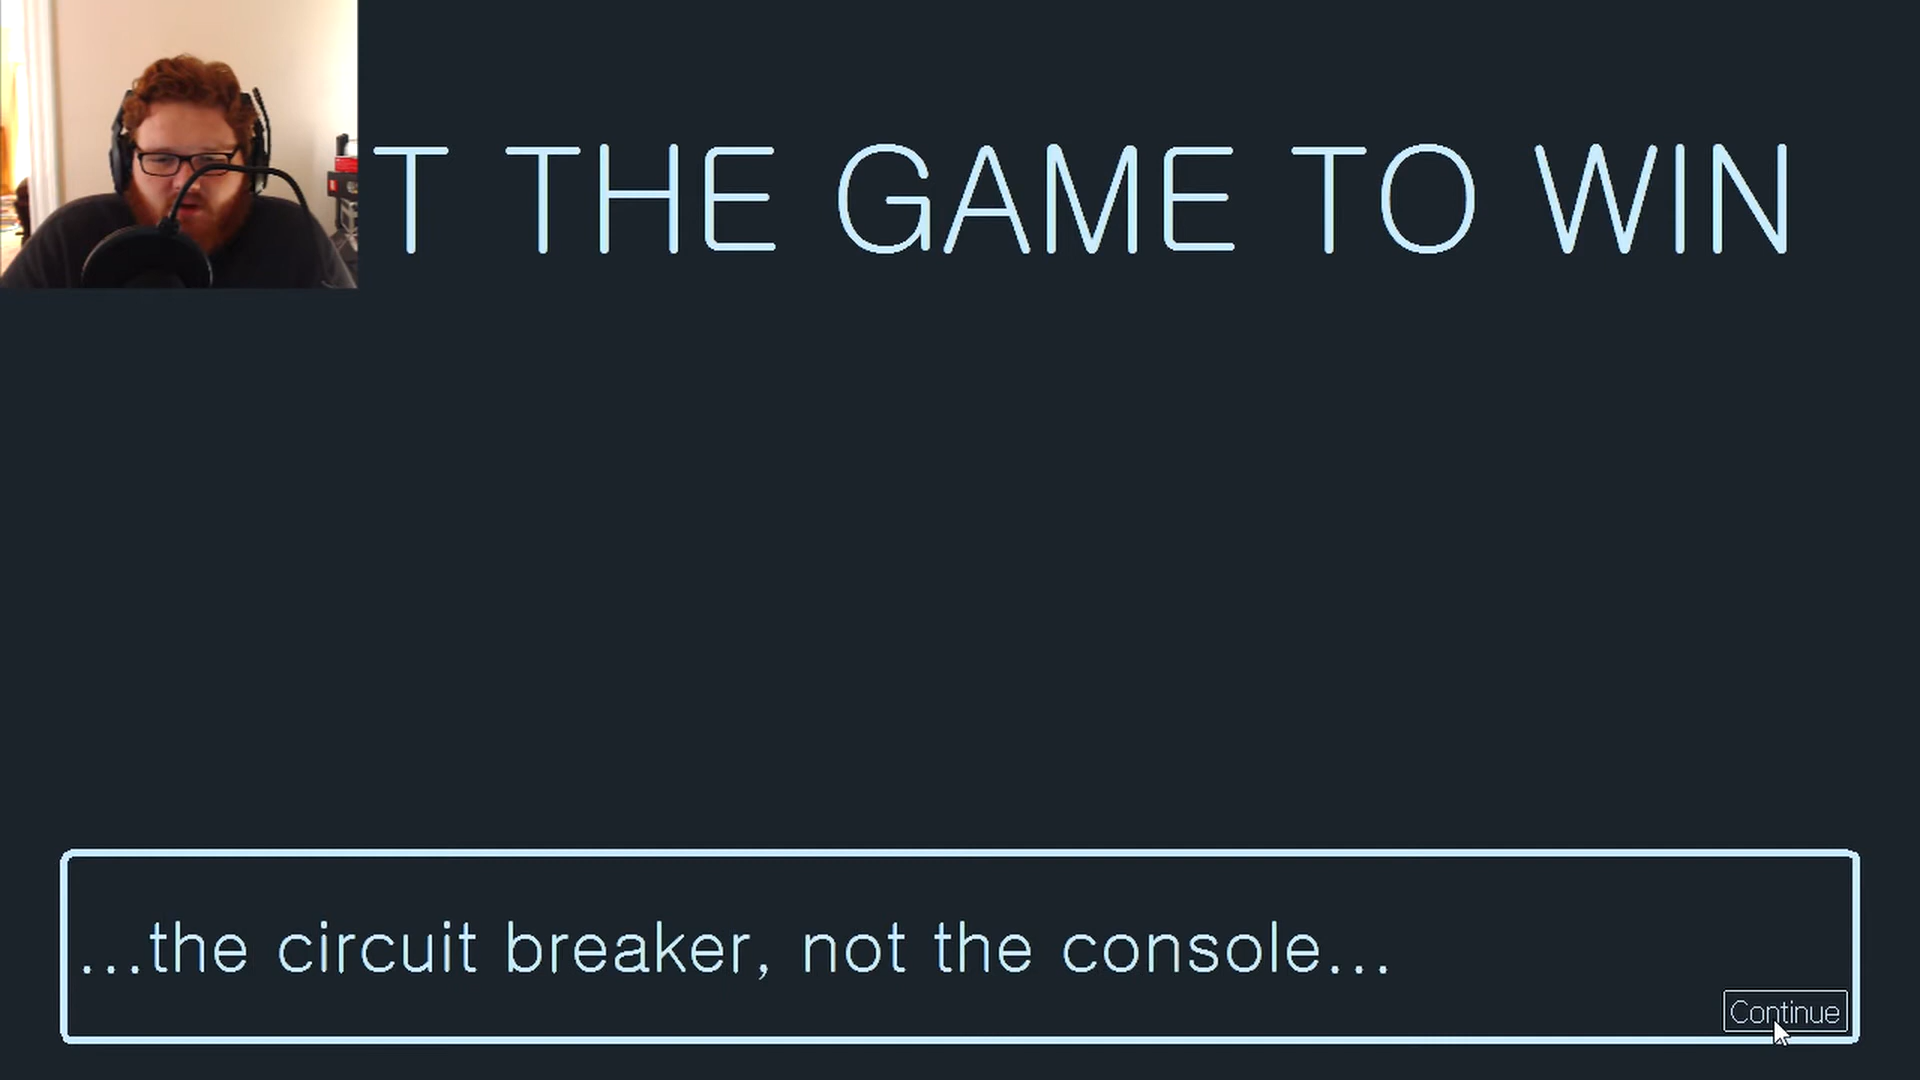 T THE GAME TO WIN
...the circuit breaker, not the console...
Continue